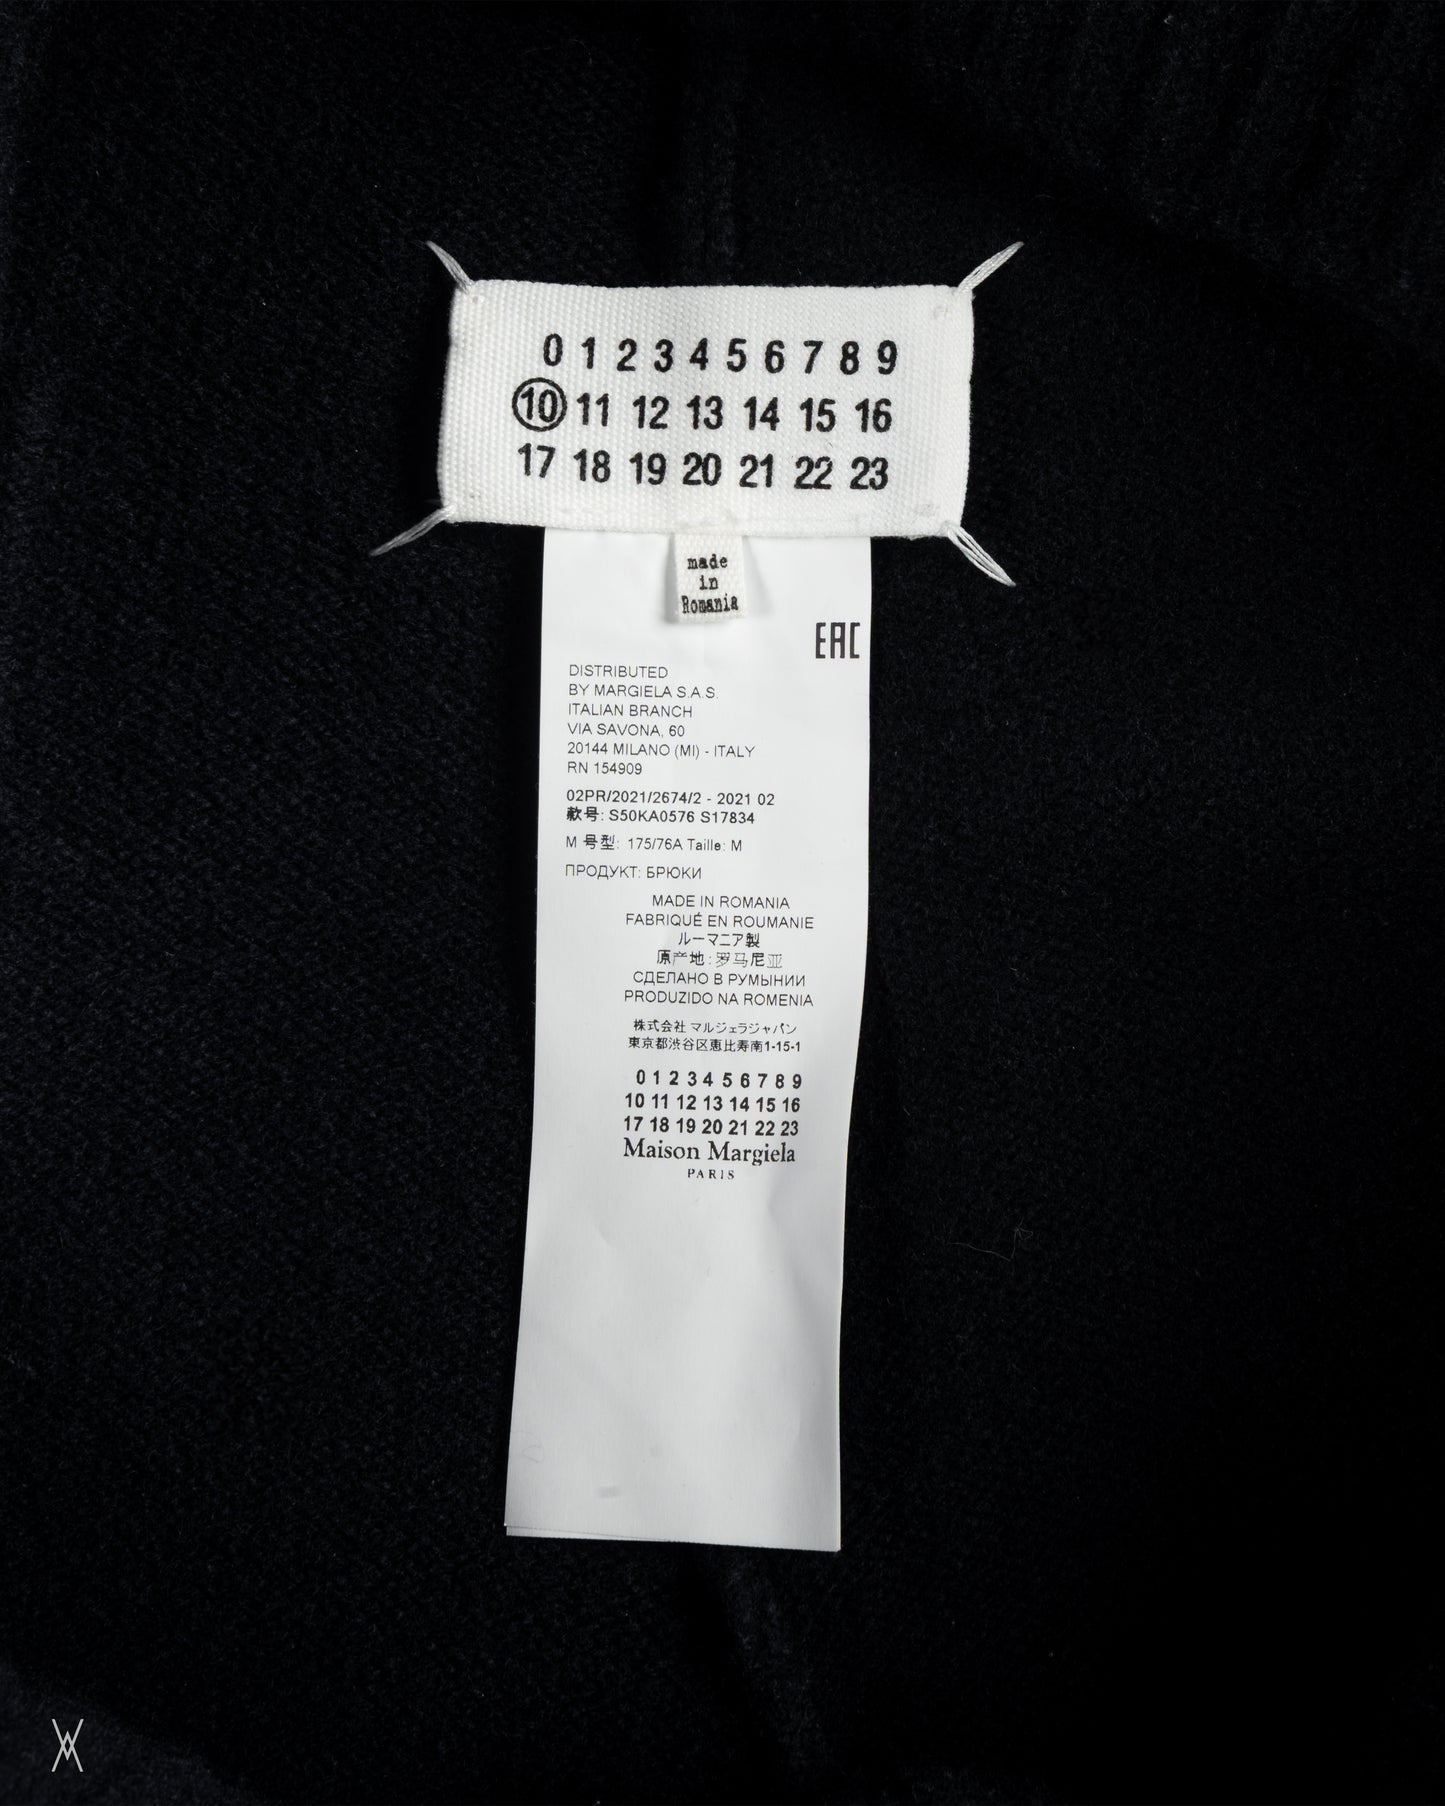 0 1 2 3 4 5 6 7 8 9
10 11 12 13 14 15 16
17 18 19 20 21 22 23
made
in
Romania
EAC
DISTRIBUTED
BY MARGIELA S.A.S.
ITALIAN BRANCH
VIA SAVONA, 60
20144 MILANO (MI) - ITALY
RN 154909
02PR/2021/2674/2 - 2021 02
款号: S50KA0576 S17834
M 号型: 175/76A Taille: M
ПРОДУКТ: БРЮКИ
MADE IN ROMANIA
FABRIQUÉ EN ROUMANIE
ルーマニア製
原产地: 罗马尼亚
СДЕЛАНО В РУМЫНИИ
PRODUZIDO NA ROMENIA
株式会社 マルジェラジャパン
東京都渋谷区恵比寿南1-15-1
0 1 2 3 4 5 6 7 8 9
10 11 12 13 14 15 16
17 18 19 20 21 22 23
Maison Margiela
PARIS